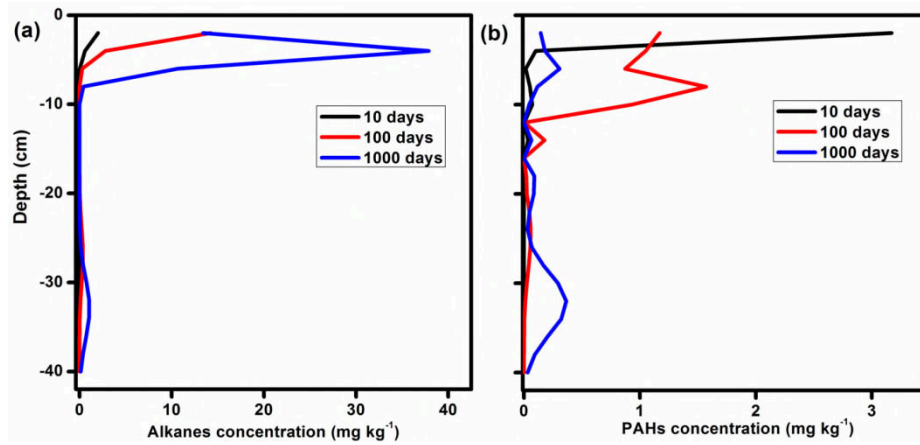 (a)
0
-10
-20
-30
-40
Depth (cm)
10 days
100 days
1000 days
0 10 20 30 40
Alkanes concentration (mg kg⁻¹)
(b)
10 days
100 days
1000 days
0 1 2 3 4
PAHs concentration (mg kg⁻¹)